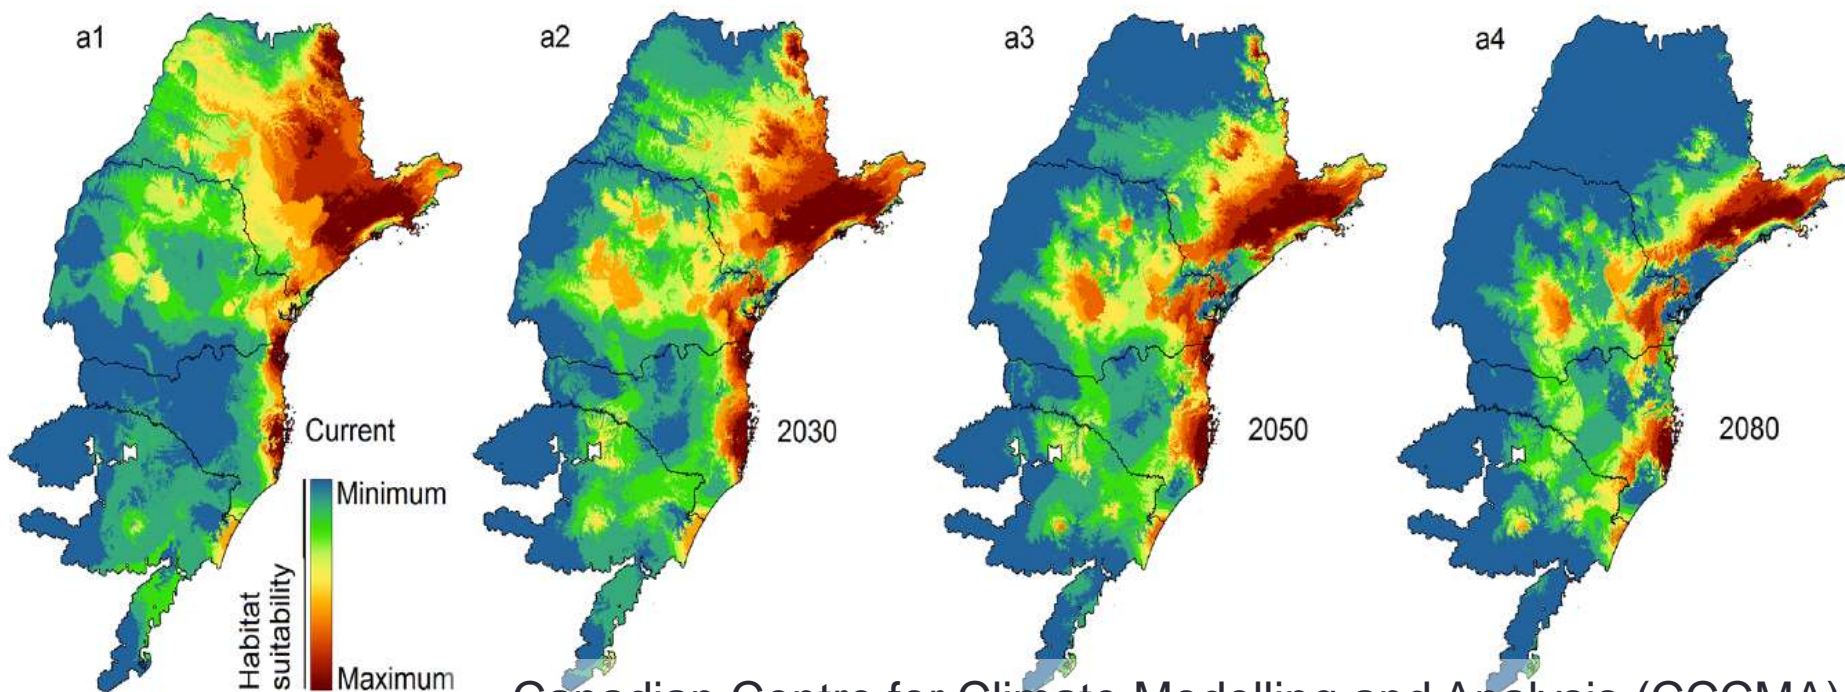 a1
a2
a3
a4
Current
2030
2050
2080
Minimum
Habitat
suitability
Maximum
Canadian Centre for Climate Modelling and Analysis (CCCMA)